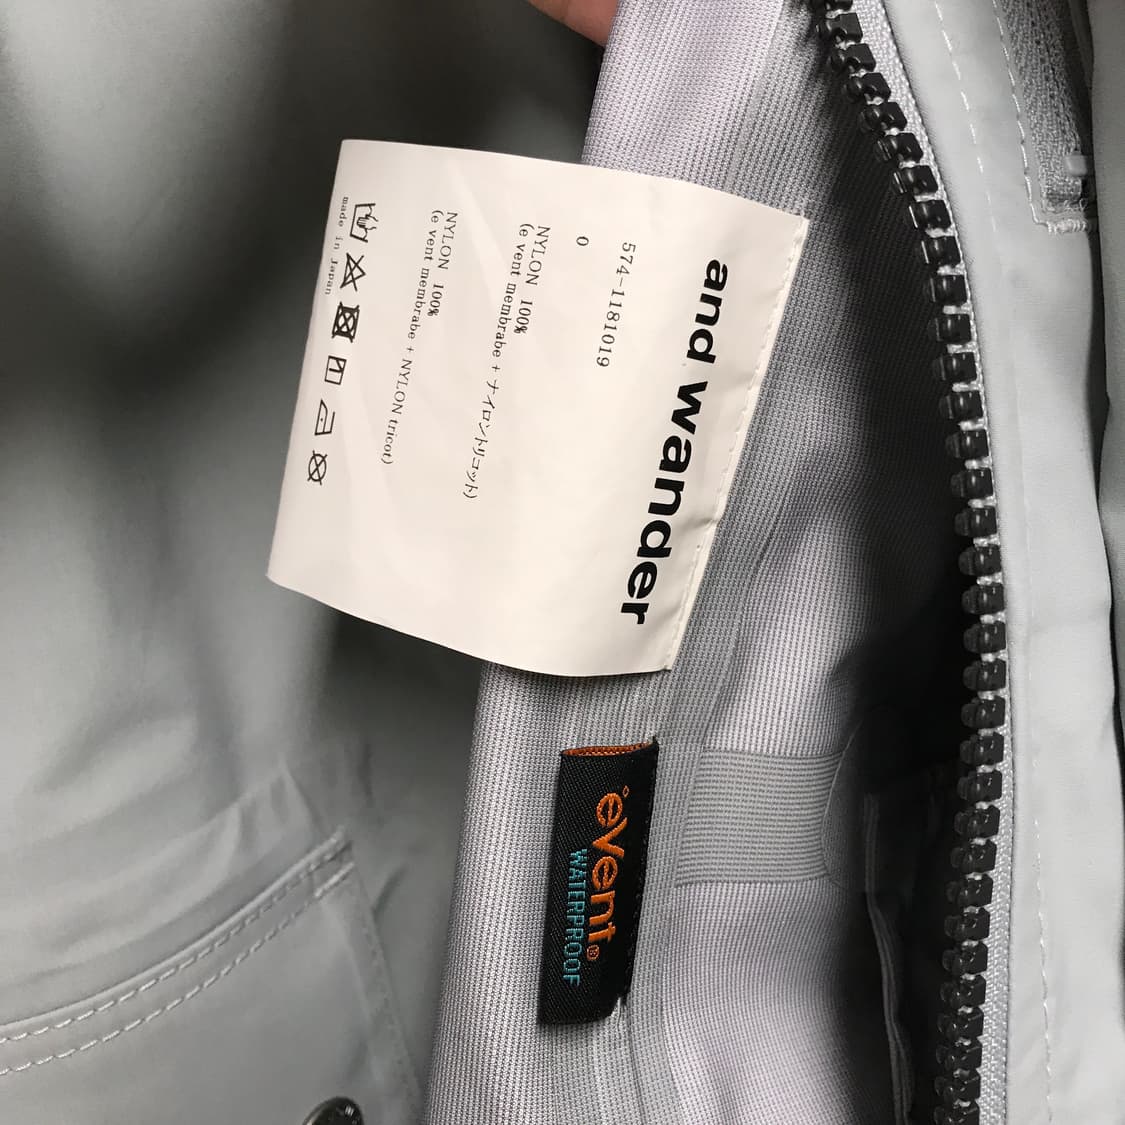 and wander
574-1181019
0
NYLON 100%
(e vent membrabe + ナイロントリコット)
NYLON 100%
(e vent membrabe + NYLON tricot)
made in Japan
eVent®
WATERPROOF